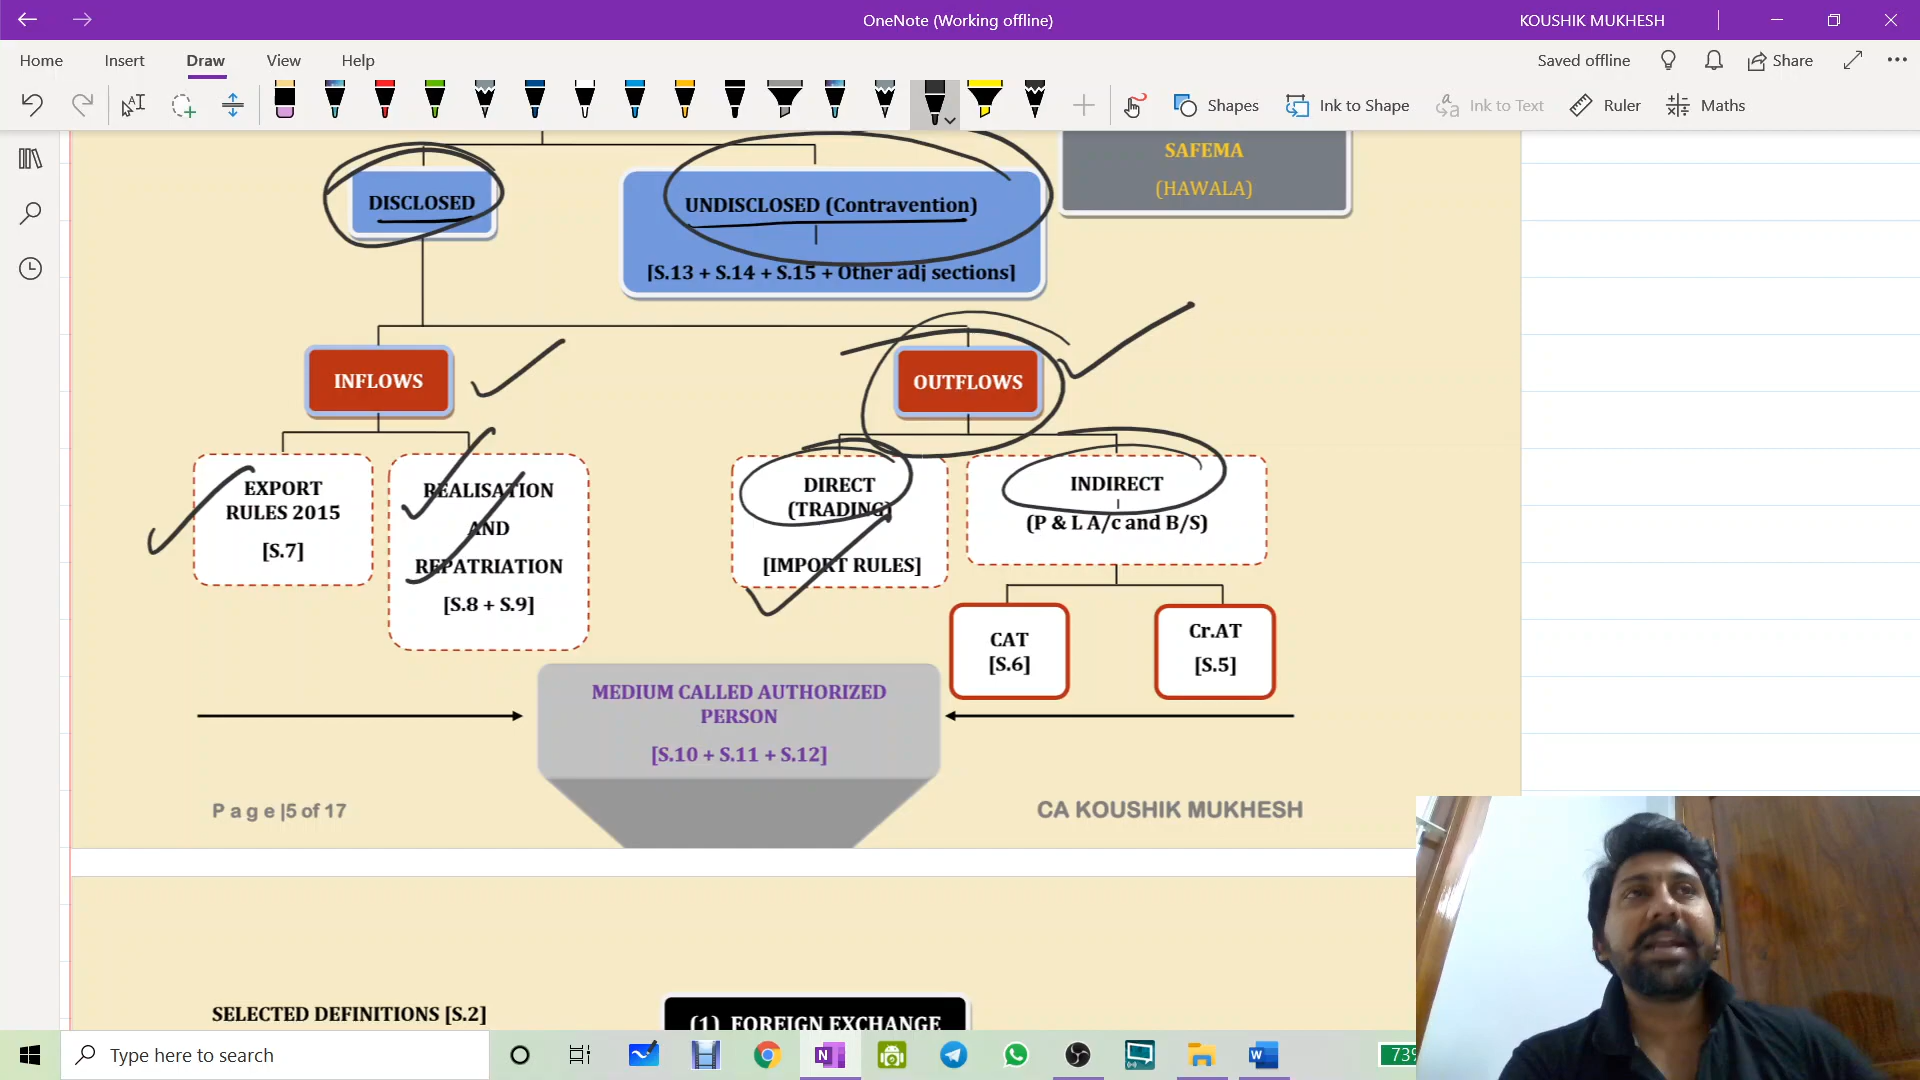 OneNote (Working offline)
KOUSHIK MUKHESH
Home
Insert
Draw
View
Help
Saved offline
Share
Shapes
Ink to Shape
Ink to Text
Ruler
Maths
SAFEMA
(HAWALA)
DISCLOSED
UNDISCLOSED (Contravention)
[S.13 + S.14 + S.15 + Other adj sections]
INFLOWS
OUTFLOWS
EXPORT
RULES 2015
[S.7]
REALISATION
AND
REPATRIATION
[S.8 + S.9]
DIRECT
(TRADING)
[IMPORT RULES]
INDIRECT
(P & L A/c and B/S)
CAT
[S.6]
Cr.AT
[S.5]
MEDIUM CALLED AUTHORIZED
PERSON
[S.10 + S.11 + S.12]
P a g e |5 of 17
CA KOUSHIK MUKHESH
SELECTED DEFINITIONS [S.2]
(1) FOREIGN EXCHANGE
Type here to search
73%